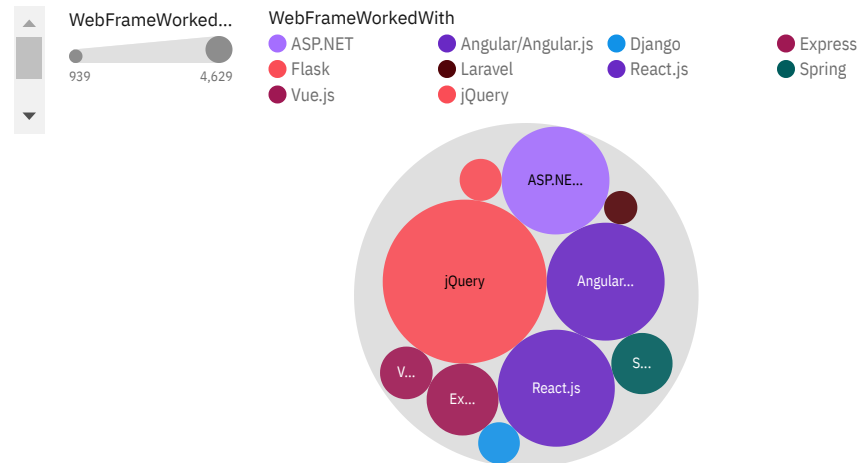 WebFrameWorked...
939 4,629
WebFrameWorkedWith
ASP.NET Angular/Angular.js Django Express
Flask Laravel React.js Spring
Vue.js jQuery
ASP.NE...
jQuery Angular...
S...
V...
React.js
Ex...